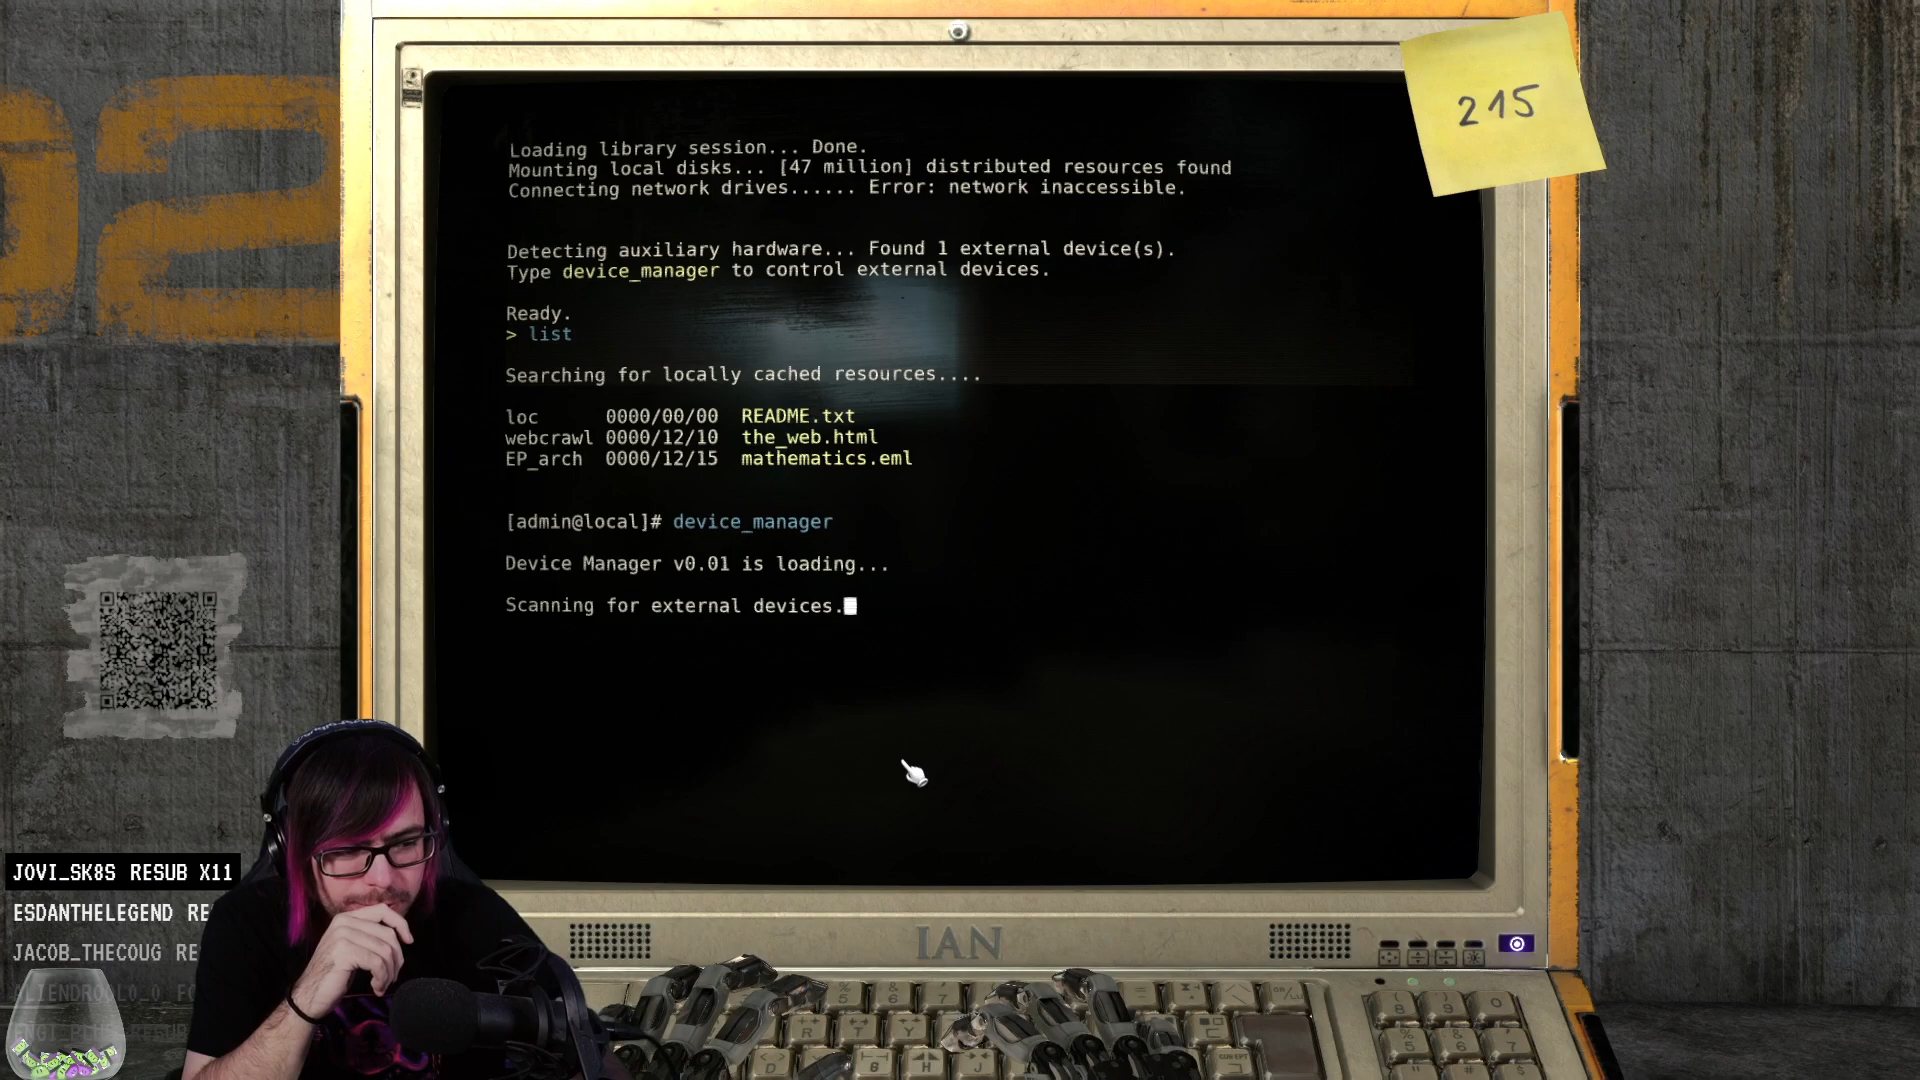 02
215
Loading library session... Done.
Mounting local disks... [47 million] distributed resources found
Connecting network drives...... Error: network inaccessible.
Detecting auxiliary hardware... Found 1 external device(s).
Type device_manager to control external devices.
Ready.
> list
Searching for locally cached resources....
loc 0000/00/00 README.txt
webcrawl 0000/12/10 the_web.html
EP_arch 0000/12/15 mathematics.eml
[admin@local]# device_manager
Device Manager v0.01 is loading...
Scanning for external devices.
JOVI_SK8S RESUB X11
ESDANTHELEGEND RE
JACOB_THECOUG RE
IAN